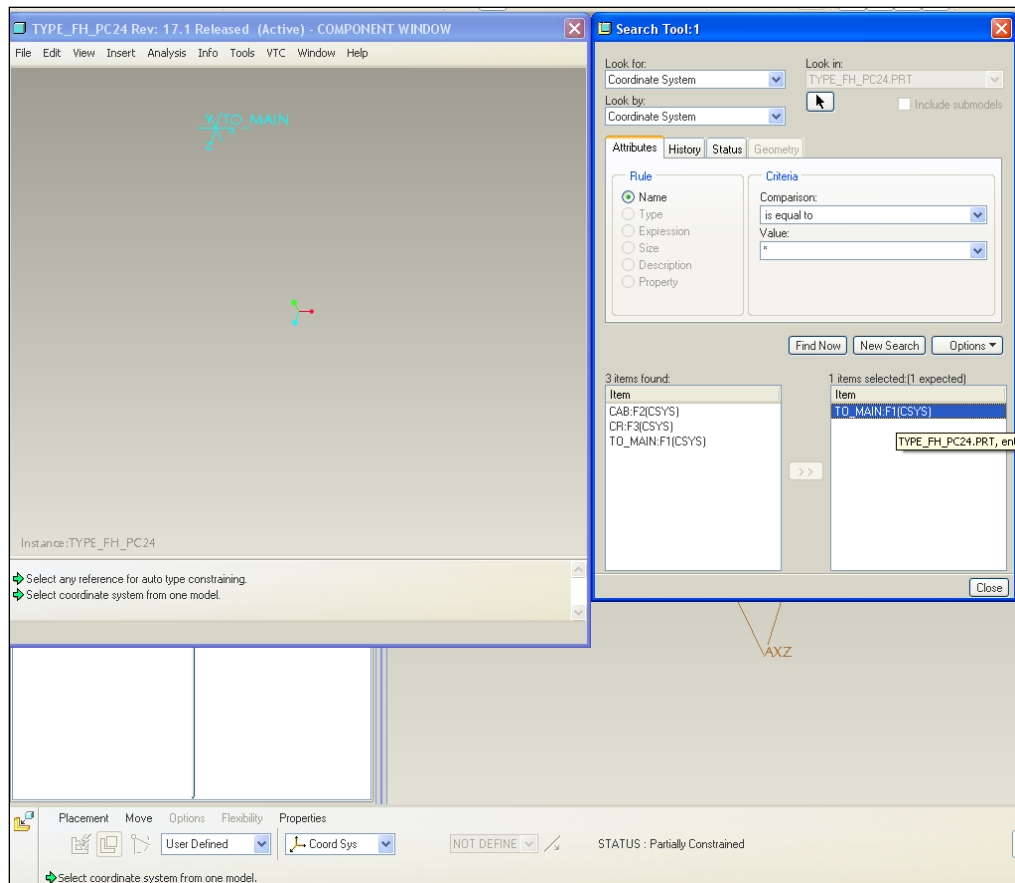 TYPE_FH_PC24 Rev: 17.1 Released (Active) - COMPONENT WINDOW
File Edit View Insert Analysis Info Tools VTC Window Help
TO_MAIN
Z
Instance:TYPE_FH_PC24
Select any reference for auto type constraining.
Select coordinate system from one model.
Search Tool:1
Look for:
Look in:
Coordinate System
TYPE_FH_PC24.PRT
Look by:
Include submodels
Coordinate System
Attributes History Status Geometry
Rule
Criteria
Name
Comparison:
Type
is equal to
Expression
Value:
Size
*
Description
Property
Find Now New Search Options
3 items found:
1 items selected:(1 expected)
Item
Item
CAB:F2(CSYS)
TO_MAIN:F1(CSYS)
CR:F3(CSYS)
TO_MAIN:F1(CSYS)
TYPE_FH_PC24.PRT, ent
>>
Close
AXZ
Placement Move Options Flexibility Properties
User Defined Coord Sys NOT DEFINE STATUS : Partially Constrained
Select coordinate system from one model.